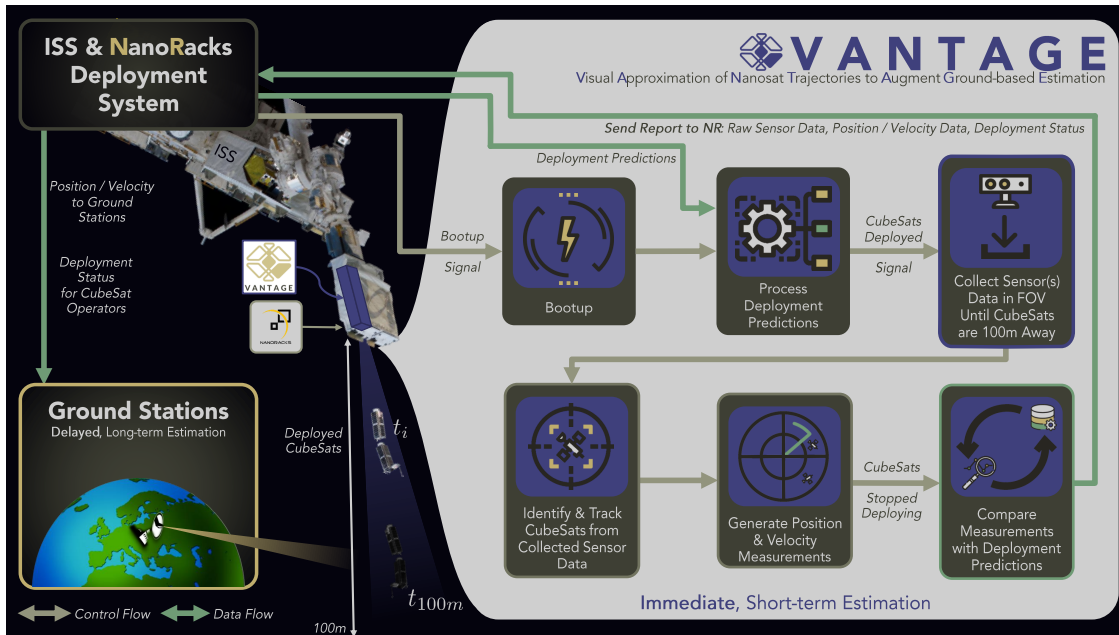 ISS & NanoRacks
Deployment
System
VANTAGE
Visual Approximation of Nanosat Trajectories to Augment Ground-based Estimation
Send Report to NR: Raw Sensor Data, Position / Velocity Data, Deployment Status
Deployment Predictions
ISS
Position / Velocity
to Ground
Stations
Deployment
Status
for CubeSat
Operators
VANTAGE
NANORACKS
Bootup
Signal
Bootup
Process
Deployment
Predictions
CubeSats
Deployed
Signal
Collect Sensor(s)
Data in FOV
Until CubeSats
are 100m Away
Ground Stations
Delayed, Long-term Estimation
Deployed
CubeSats
ti
t100m
100m
Identify & Track
CubeSats from
Collected Sensor
Data
Generate Position
& Velocity
Measurements
CubeSats
Stopped
Deploying
Compare
Measurements
with Deployment
Predictions
Control Flow
Data Flow
Immediate, Short-term Estimation